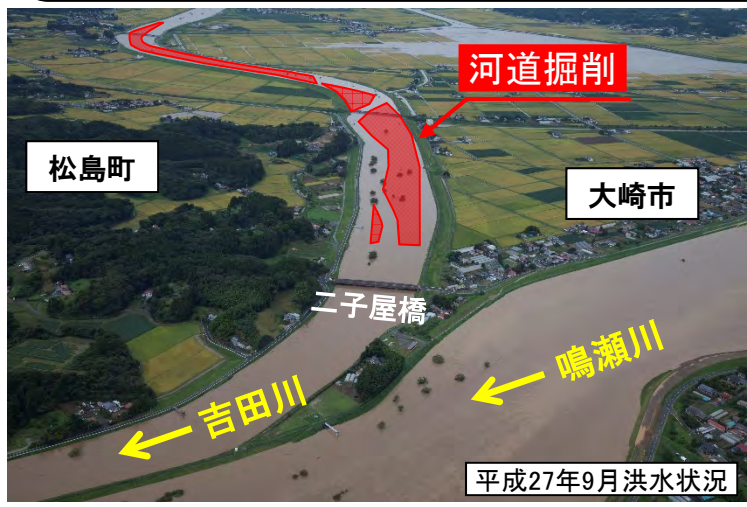 河道掘削
松島町
大崎市
二子屋橋
鳴瀬川
吉田川
平成27年9月洪水状況